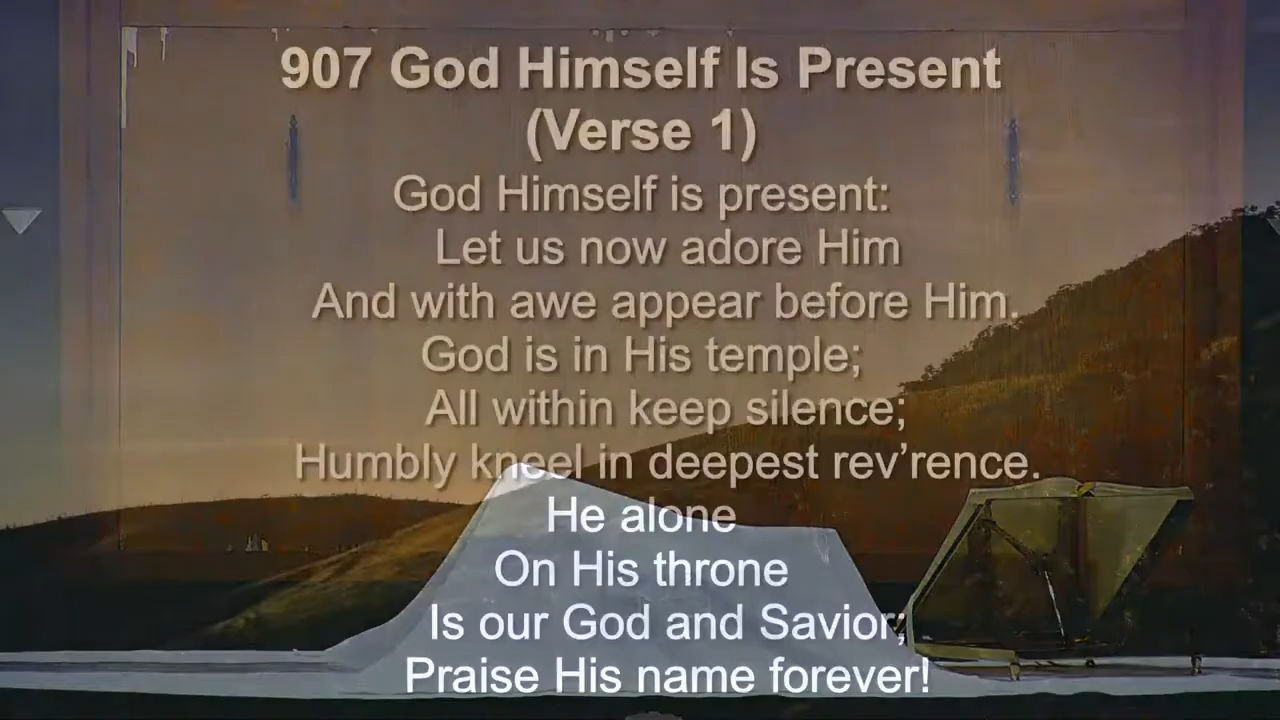 907 God Himself Is Present
(Verse 1)
God Himself is present:
Let us now adore Him
And with awe appear before Him.
God is in His temple;
All within keep silence;
Humbly kneel in deepest rev’rence.
He alone
On His throne
Is our God and Savior;
Praise His name forever!